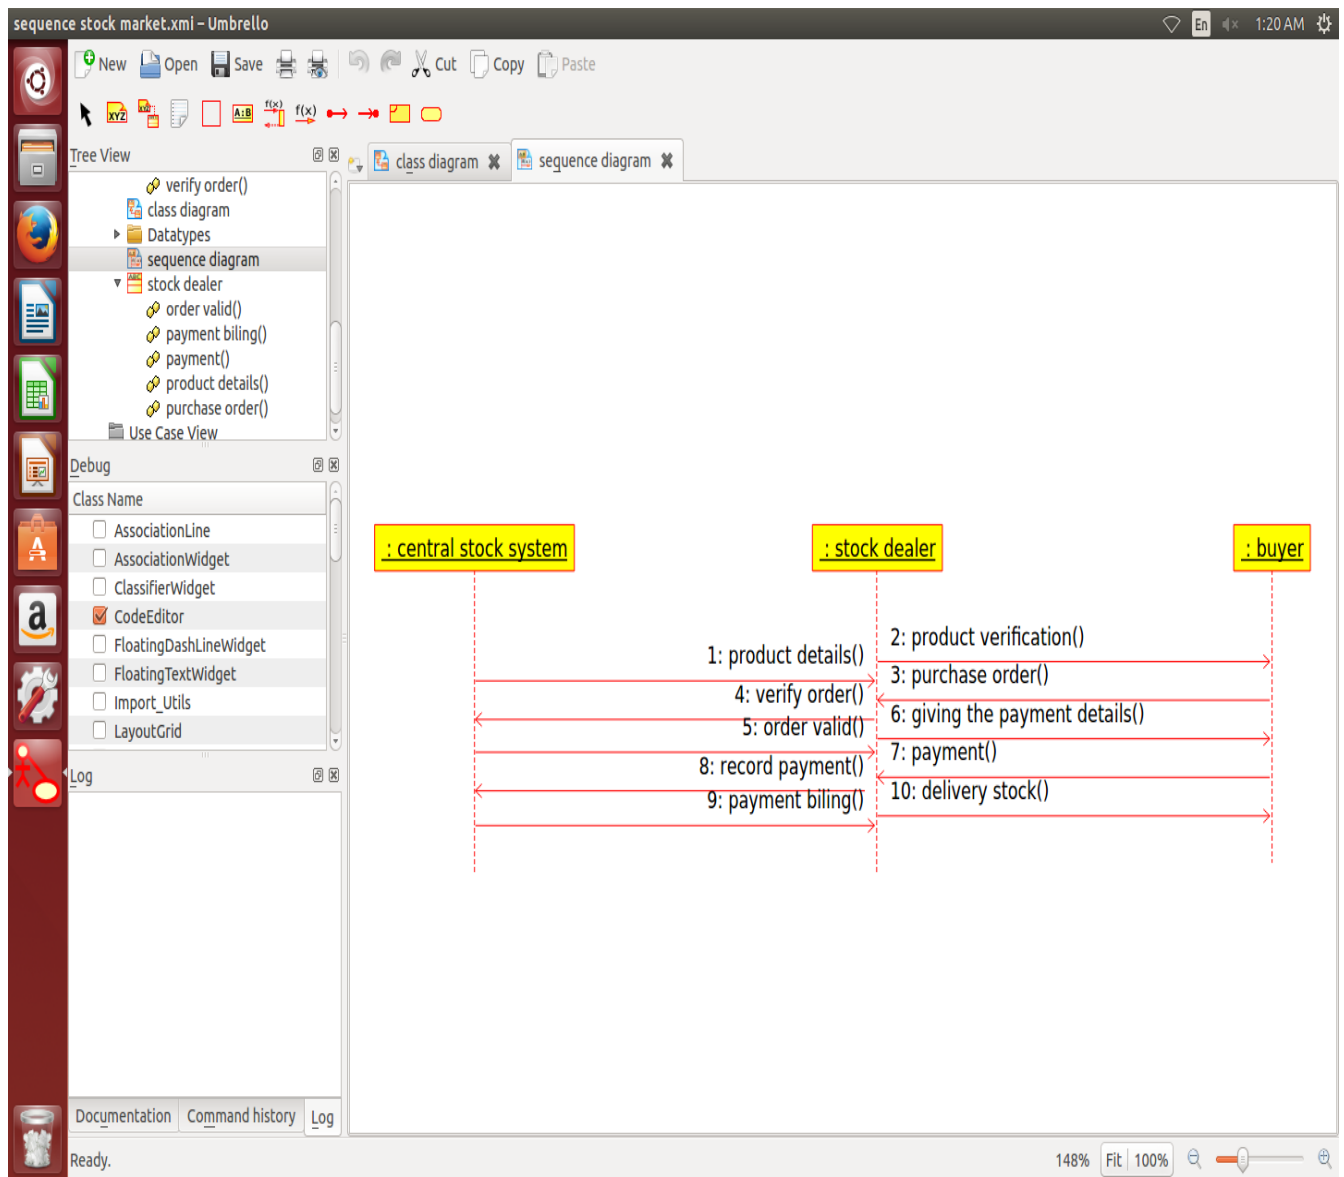 sequence stock market.xmi – Umbrello
En
1:20 AM
New
Open
Save
Cut
Copy
Paste
XYZ
A:B
f(x)
f(x)
Tree View
class diagram
sequence diagram
verify order()
class diagram
Datatypes
sequence diagram
stock dealer
order valid()
payment biling()
payment()
product details()
purchase order()
Use Case View
Debug
Class Name
AssociationLine
AssociationWidget
ClassifierWidget
CodeEditor
FloatingDashLineWidget
FloatingTextWidget
Import_Utils
LayoutGrid
Log
Documentation
Command history
Log
: central stock system
: stock dealer
: buyer
1: product details()
2: product verification()
3: purchase order()
4: verify order()
5: order valid()
6: giving the payment details()
7: payment()
8: record payment()
9: payment biling()
10: delivery stock()
Ready.
148%
Fit
100%